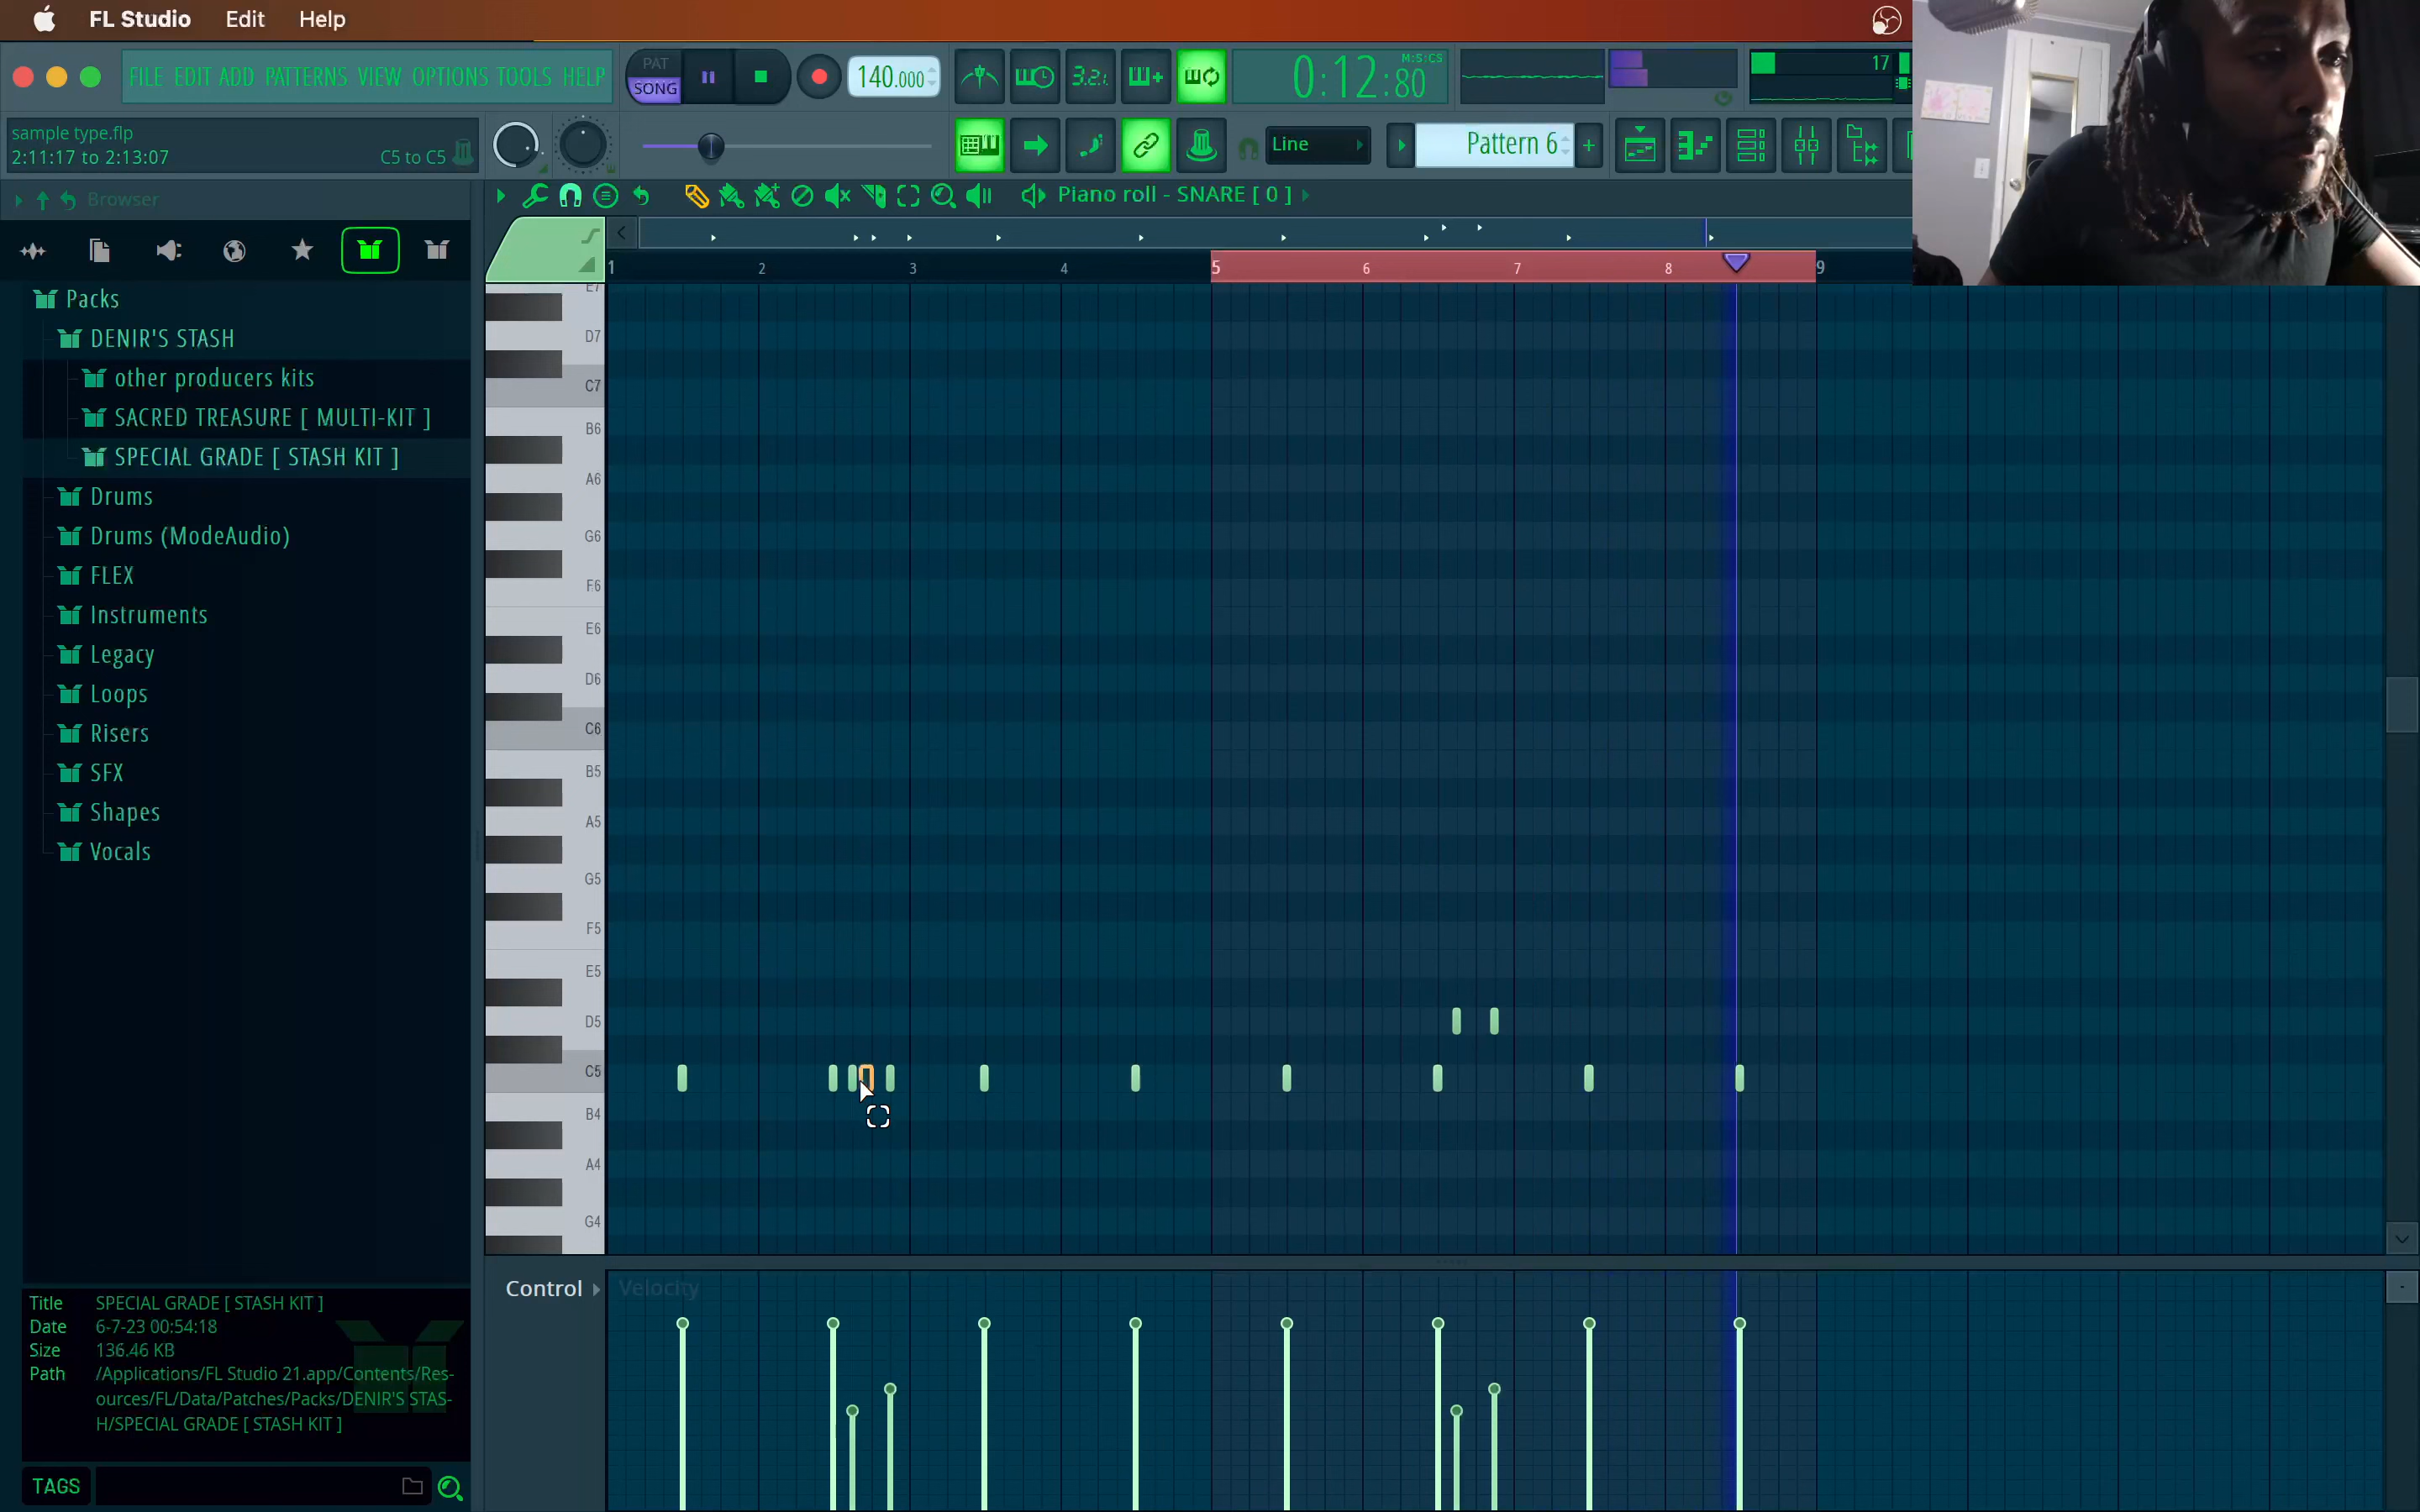 FL Studio Edit Help
FILE EDIT ADD PATTERNS VIEW OPTIONS TOOLS HELP
PAT
SONG
140.000
3.2.
0:12:80
M:S:CS
17
sample type.flp
2:11:17 to 2:13:07
C5 to C5
Line
Pattern 6
+
Browser
Piano roll - SNARE [ 0 ]
1 2 3 4 5 6 7 8 9
Packs
DENIR'S STASH
other producers kits
SACRED TREASURE [ MULTI-KIT ]
SPECIAL GRADE [ STASH KIT ]
Drums
Drums (ModeAudio)
FLEX
Instruments
Legacy
Loops
Risers
SFX
Shapes
Vocals
E7
D7
C7
B6
A6
G6
F6
E6
D6
C6
B5
A5
G5
F5
E5
D5
C5
B4
A4
G4
Control
Velocity
Title SPECIAL GRADE [ STASH KIT ]
Date 6-7-23 00:54:18
Size 136.46 KB
Path /Applications/FL Studio 21.app/Contents/Res-
ources/FL/Data/Patches/Packs/DENIR'S STAS-
H/SPECIAL GRADE [ STASH KIT ]
TAGS